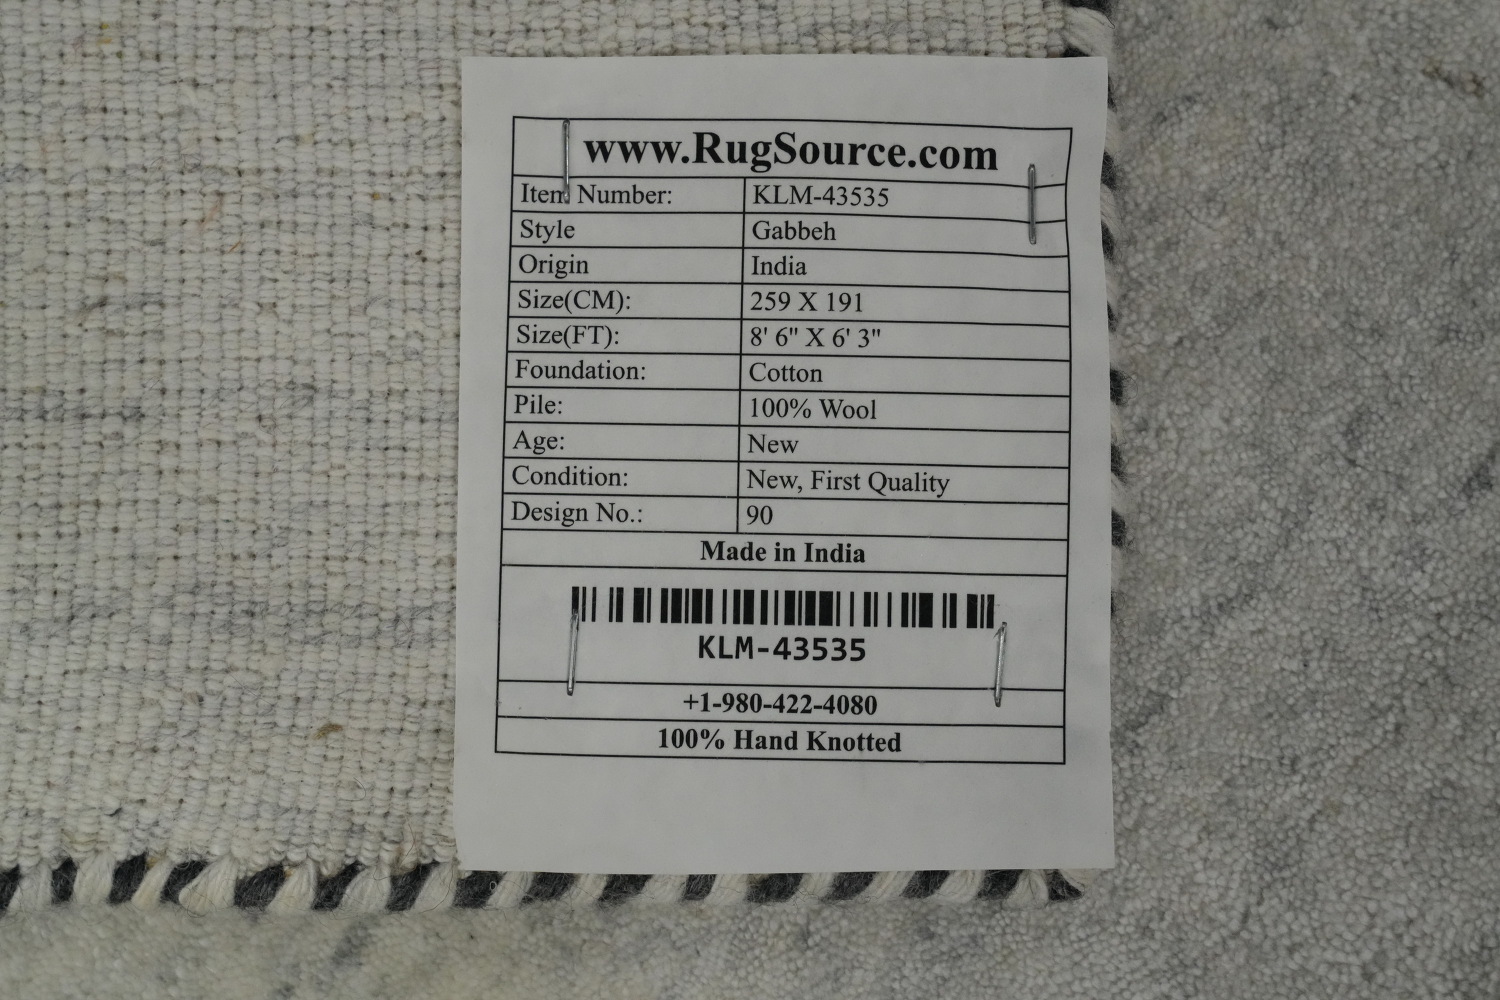 www.RugSource.com
Item Number: KLM-43535
Style Gabbeh
Origin India
Size(CM): 259 X 191
Size(FT): 8' 6" X 6' 3"
Foundation: Cotton
Pile: 100% Wool
Age: New
Condition: New, First Quality
Design No.: 90
Made in India
KLM-43535
+1-980-422-4080
100% Hand Knotted